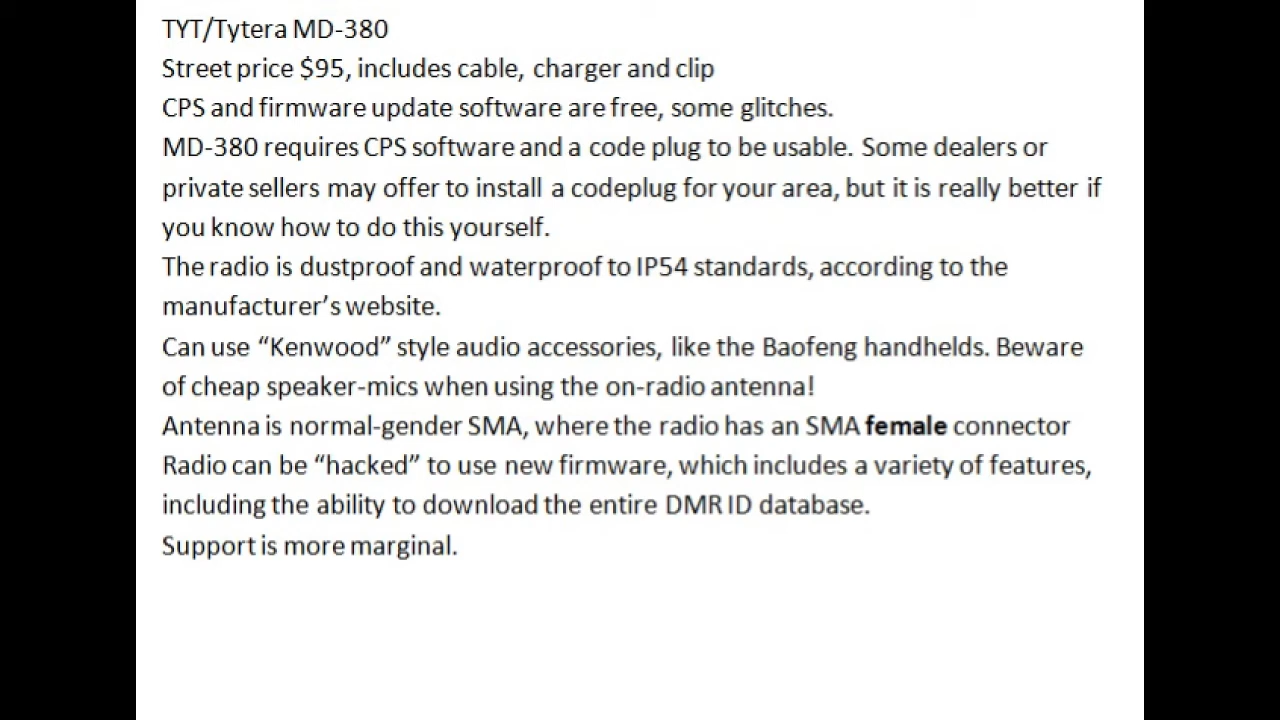 TYT/Tytera MD-380
Street price $95, includes cable, charger and clip
CPS and firmware update software are free, some glitches.
MD-380 requires CPS software and a code plug to be usable. Some dealers or
private sellers may offer to install a codeplug for your area, but it is really better if
you know how to do this yourself.
The radio is dustproof and waterproof to IP54 standards, according to the
manufacturer’s website.
Can use “Kenwood” style audio accessories, like the Baofeng handhelds. Beware
of cheap speaker-mics when using the on-radio antenna!
Antenna is normal-gender SMA, where the radio has an SMA female connector
Radio can be “hacked” to use new firmware, which includes a variety of features,
including the ability to download the entire DMR ID database.
Support is more marginal.